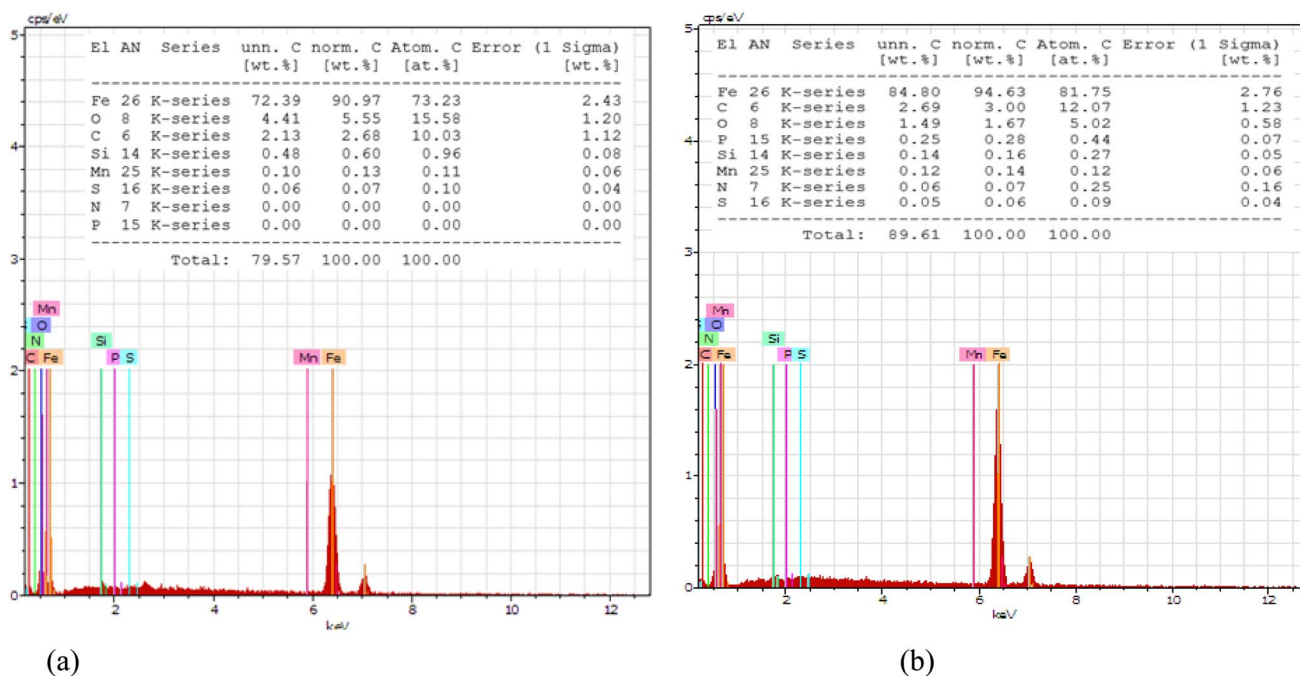 cps/eV
El AN Series unn. C norm. C Atom. C Error (1 Sigma)
[wt.%] [wt.%] [at.%] [wt.%]
Fe 26 K-series 72.39 90.97 73.23 2.43
O 8 K-series 4.41 5.55 15.58 1.20
C 6 K-series 2.13 2.68 10.03 1.12
Si 14 K-series 0.48 0.60 0.96 0.08
Mn 25 K-series 0.10 0.13 0.11 0.06
S 16 K-series 0.06 0.07 0.10 0.04
N 7 K-series 0.00 0.00 0.00 0.00
P 15 K-series 0.00 0.00 0.00 0.00
Total: 79.57 100.00 100.00
5
4
3
2
1
0
Mn
O
N Si
C Fe P S Mn Fe
2 4 6 8 10 12
keV
(a)
cps/eV
El AN Series unn. C norm. C Atom. C Error (1 Sigma)
[wt.%] [wt.%] [at.%] [wt.%]
Fe 26 K-series 84.80 94.63 81.75 2.76
C 6 K-series 2.69 3.00 12.07 1.23
O 8 K-series 1.49 1.67 5.02 0.58
P 15 K-series 0.25 0.28 0.44 0.07
Si 14 K-series 0.14 0.16 0.27 0.05
Mn 25 K-series 0.12 0.14 0.12 0.06
N 7 K-series 0.06 0.07 0.25 0.16
S 16 K-series 0.05 0.06 0.09 0.04
Total: 89.61 100.00 100.00
5
4
3
2
1
0
Mn
O
N Si
C Fe P S Mn Fe
2 4 6 8 10 12
keV
(b)